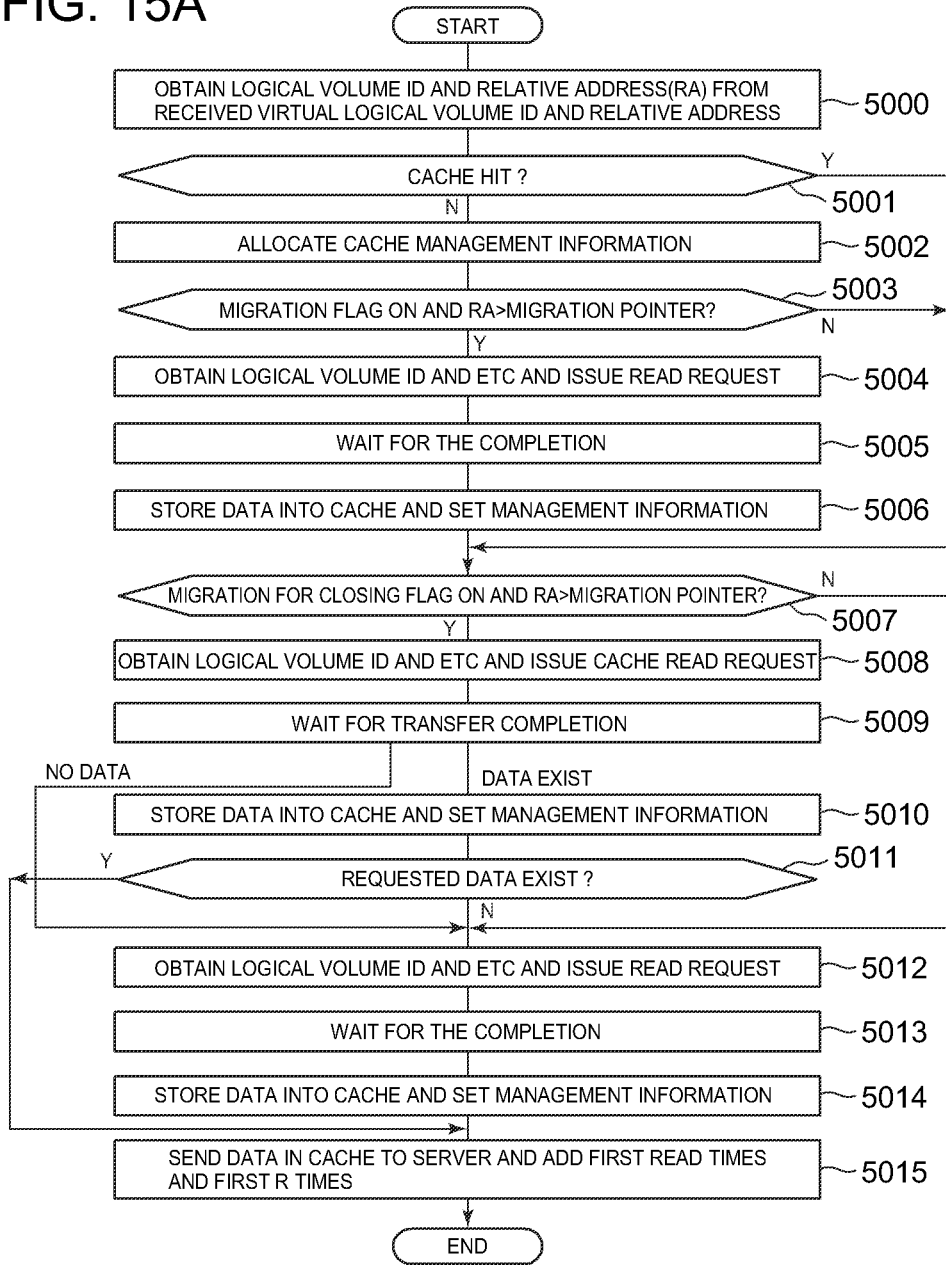 FIG. 15A
START
OBTAIN LOGICAL VOLUME ID AND RELATIVE ADDRESS(RA) FROM
RECEIVED VIRTUAL LOGICAL VOLUME ID AND RELATIVE ADDRESS
5000
CACHE HIT ?
Y
5001
N
ALLOCATE CACHE MANAGEMENT INFORMATION
5002
MIGRATION FLAG ON AND RA>MIGRATION POINTER?
5003
N
Y
OBTAIN LOGICAL VOLUME ID AND ETC AND ISSUE READ REQUEST
5004
WAIT FOR THE COMPLETION
5005
STORE DATA INTO CACHE AND SET MANAGEMENT INFORMATION
5006
MIGRATION FOR CLOSING FLAG ON AND RA>MIGRATION POINTER?
N
5007
Y
OBTAIN LOGICAL VOLUME ID AND ETC AND ISSUE CACHE READ REQUEST
5008
WAIT FOR TRANSFER COMPLETION
5009
NO DATA
DATA EXIST
STORE DATA INTO CACHE AND SET MANAGEMENT INFORMATION
5010
Y
REQUESTED DATA EXIST ?
5011
N
OBTAIN LOGICAL VOLUME ID AND ETC AND ISSUE READ REQUEST
5012
WAIT FOR THE COMPLETION
5013
STORE DATA INTO CACHE AND SET MANAGEMENT INFORMATION
5014
SEND DATA IN CACHE TO SERVER AND ADD FIRST READ TIMES
AND FIRST R TIMES
5015
END